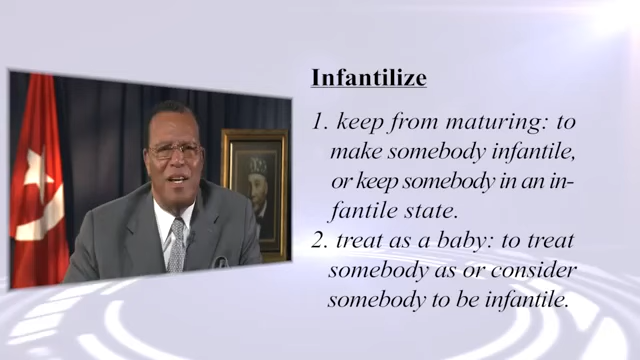 Infantilize
1. keep from maturing: to
make somebody infantile,
or keep somebody in an in-
fantile state.
2. treat as a baby: to treat
somebody as or consider
somebody to be infantile.